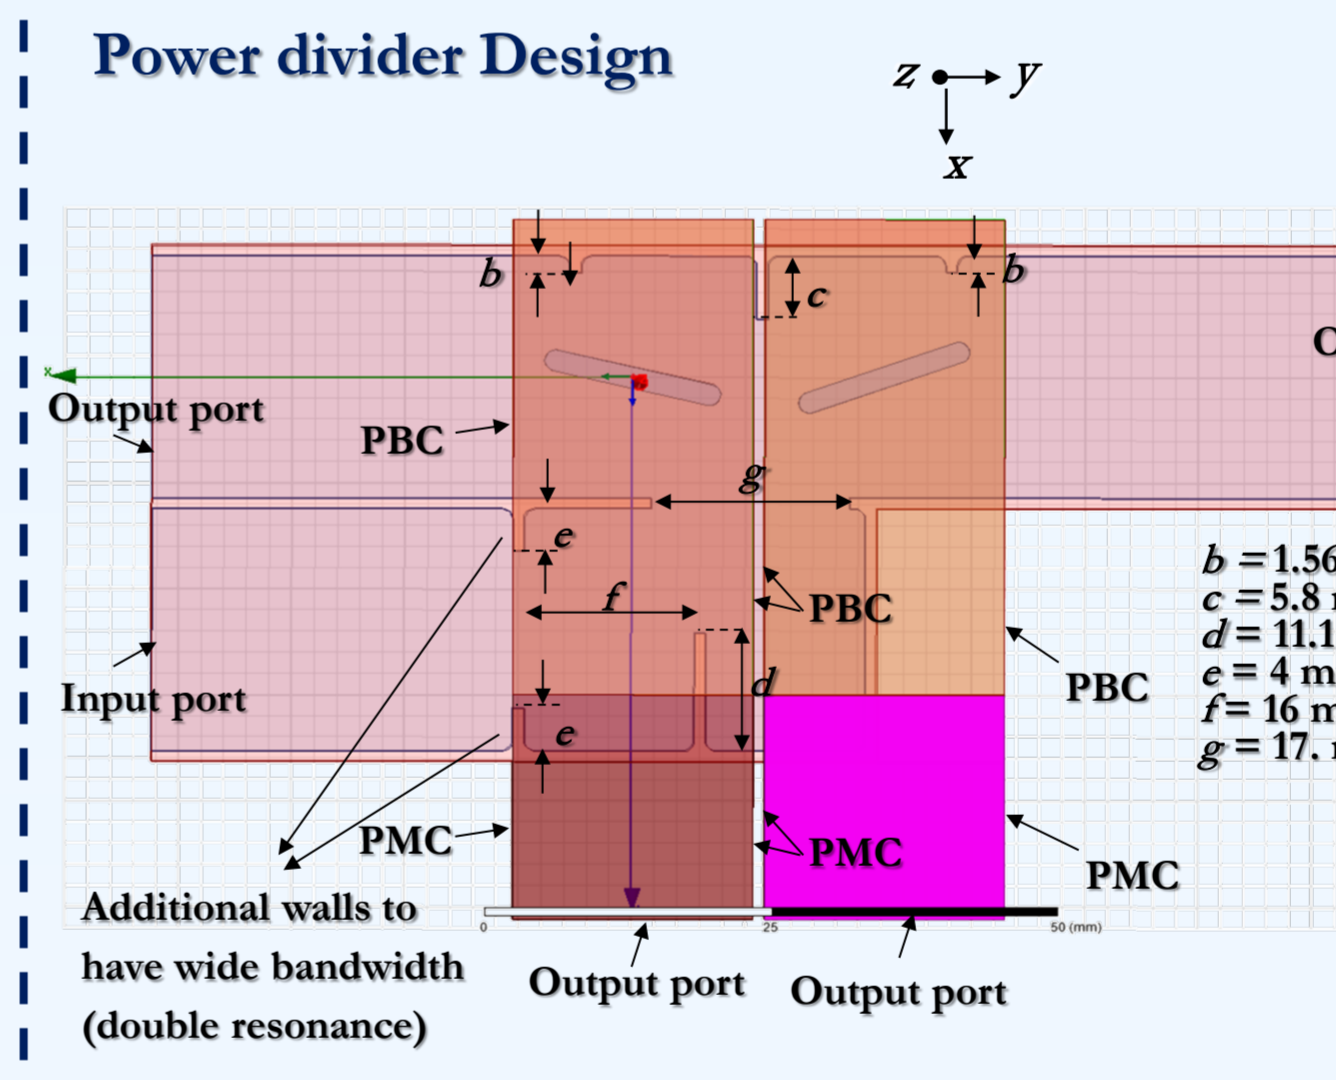 Power divider Design
z y
x
b
b
c
O
x
Output port
PBC
g
e
b = 1.56
f
c = 5.8
PBC
d = 11.1
d
PBC
e = 4 m
Input port
f = 16 m
e
g = 17.
PMC
PMC
PMC
Additional walls to
have wide bandwidth
(double resonance)
0 25 50 (mm)
Output port
Output port